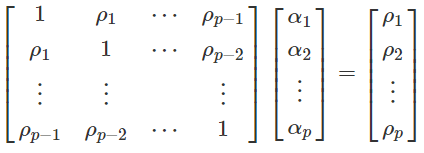 1 ρ₁ ⋯ ρₚ₋₁ α₁ ρ₁
ρ₁ 1 ⋯ ρₚ₋₂ α₂ ρ₂
⋮ ⋮ ⋮ ⋮ = ⋮
ρₚ₋₁ ρₚ₋₂ ⋯ 1 αₚ ρₚ